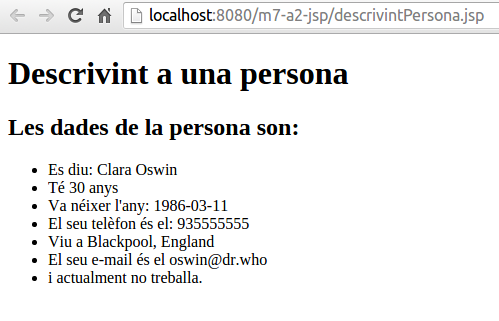 localhost:8080/m7-a2-jsp/descrivintPersona.jsp
Descrivint a una persona
Les dades de la persona son:
• Es diu: Clara Oswin
• Té 30 anys
• Va néixer l'any: 1986-03-11
• El seu telèfon és el: 935555555
• Viu a Blackpool, England
• El seu e-mail és el oswin@dr.who
• i actualment no treballa.